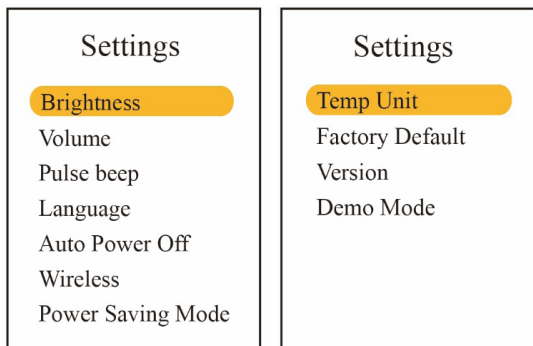 Settings
Brightness
Volume
Pulse beep
Language
Auto Power Off
Wireless
Power Saving Mode
Settings
Temp Unit
Factory Default
Version
Demo Mode